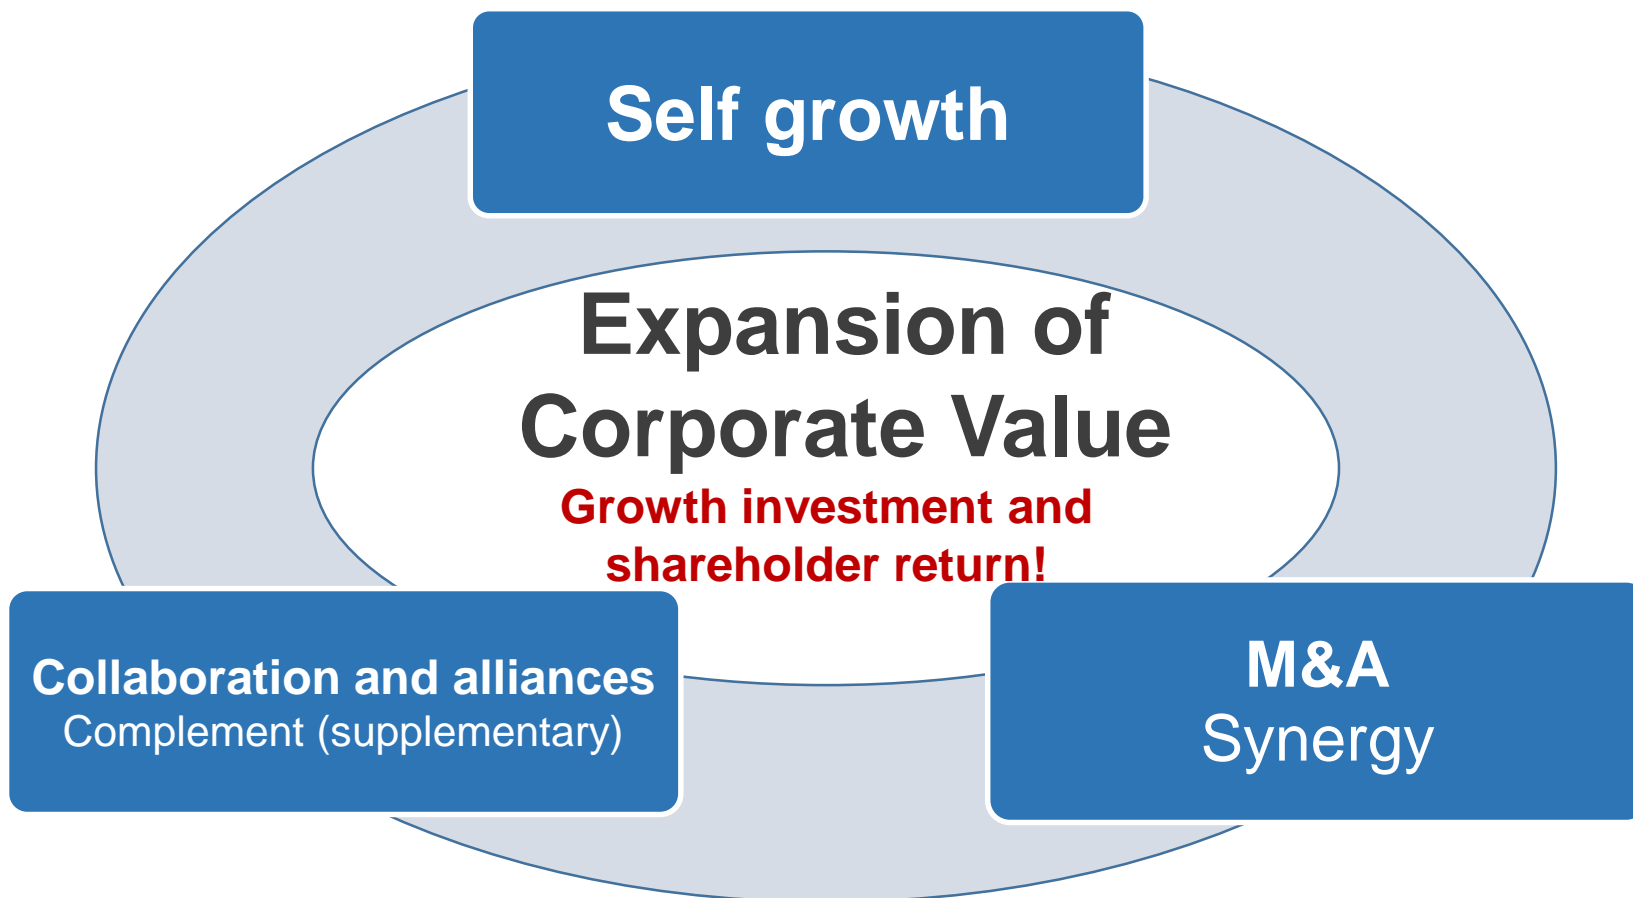 Self growth
Expansion of
Corporate Value
Growth investment and
shareholder return!
Collaboration and alliances
Complement (supplementary)
M&A
Synergy